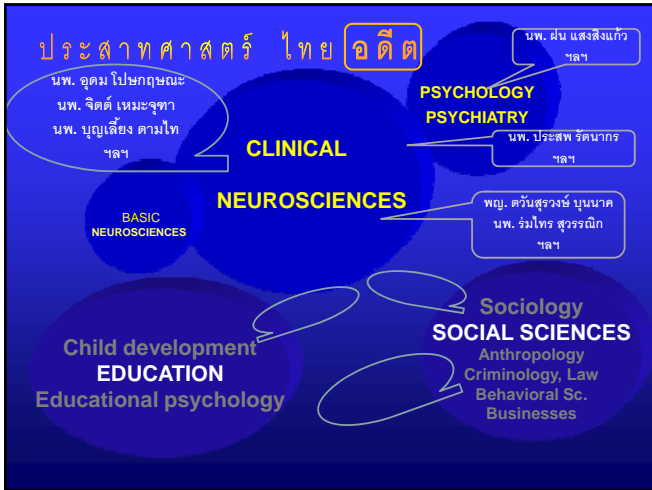 ประสาทศาสตร์ ไทย อดีต
นพ. อุดม โปษกฤษณะ
นพ. จิตต์ เหมะจุฑา
นพ. บุญเลี้ยง ตามไท
ฯลฯ
นพ. ฝน แสงสิงแก้ว
ฯลฯ
PSYCHOLOGY
PSYCHIATRY
CLINICAL
NEUROSCIENCES
นพ. ประสพ รัตนากร
ฯลฯ
BASIC
NEUROSCIENCES
พญ. ตวันสุรวงษ์ บุนนาค
นพ. ร่มไทร สุวรรณิก
ฯลฯ
Child development
EDUCATION
Educational psychology
Sociology
SOCIAL SCIENCES
Anthropology
Criminology, Law
Behavioral Sc.
Businesses